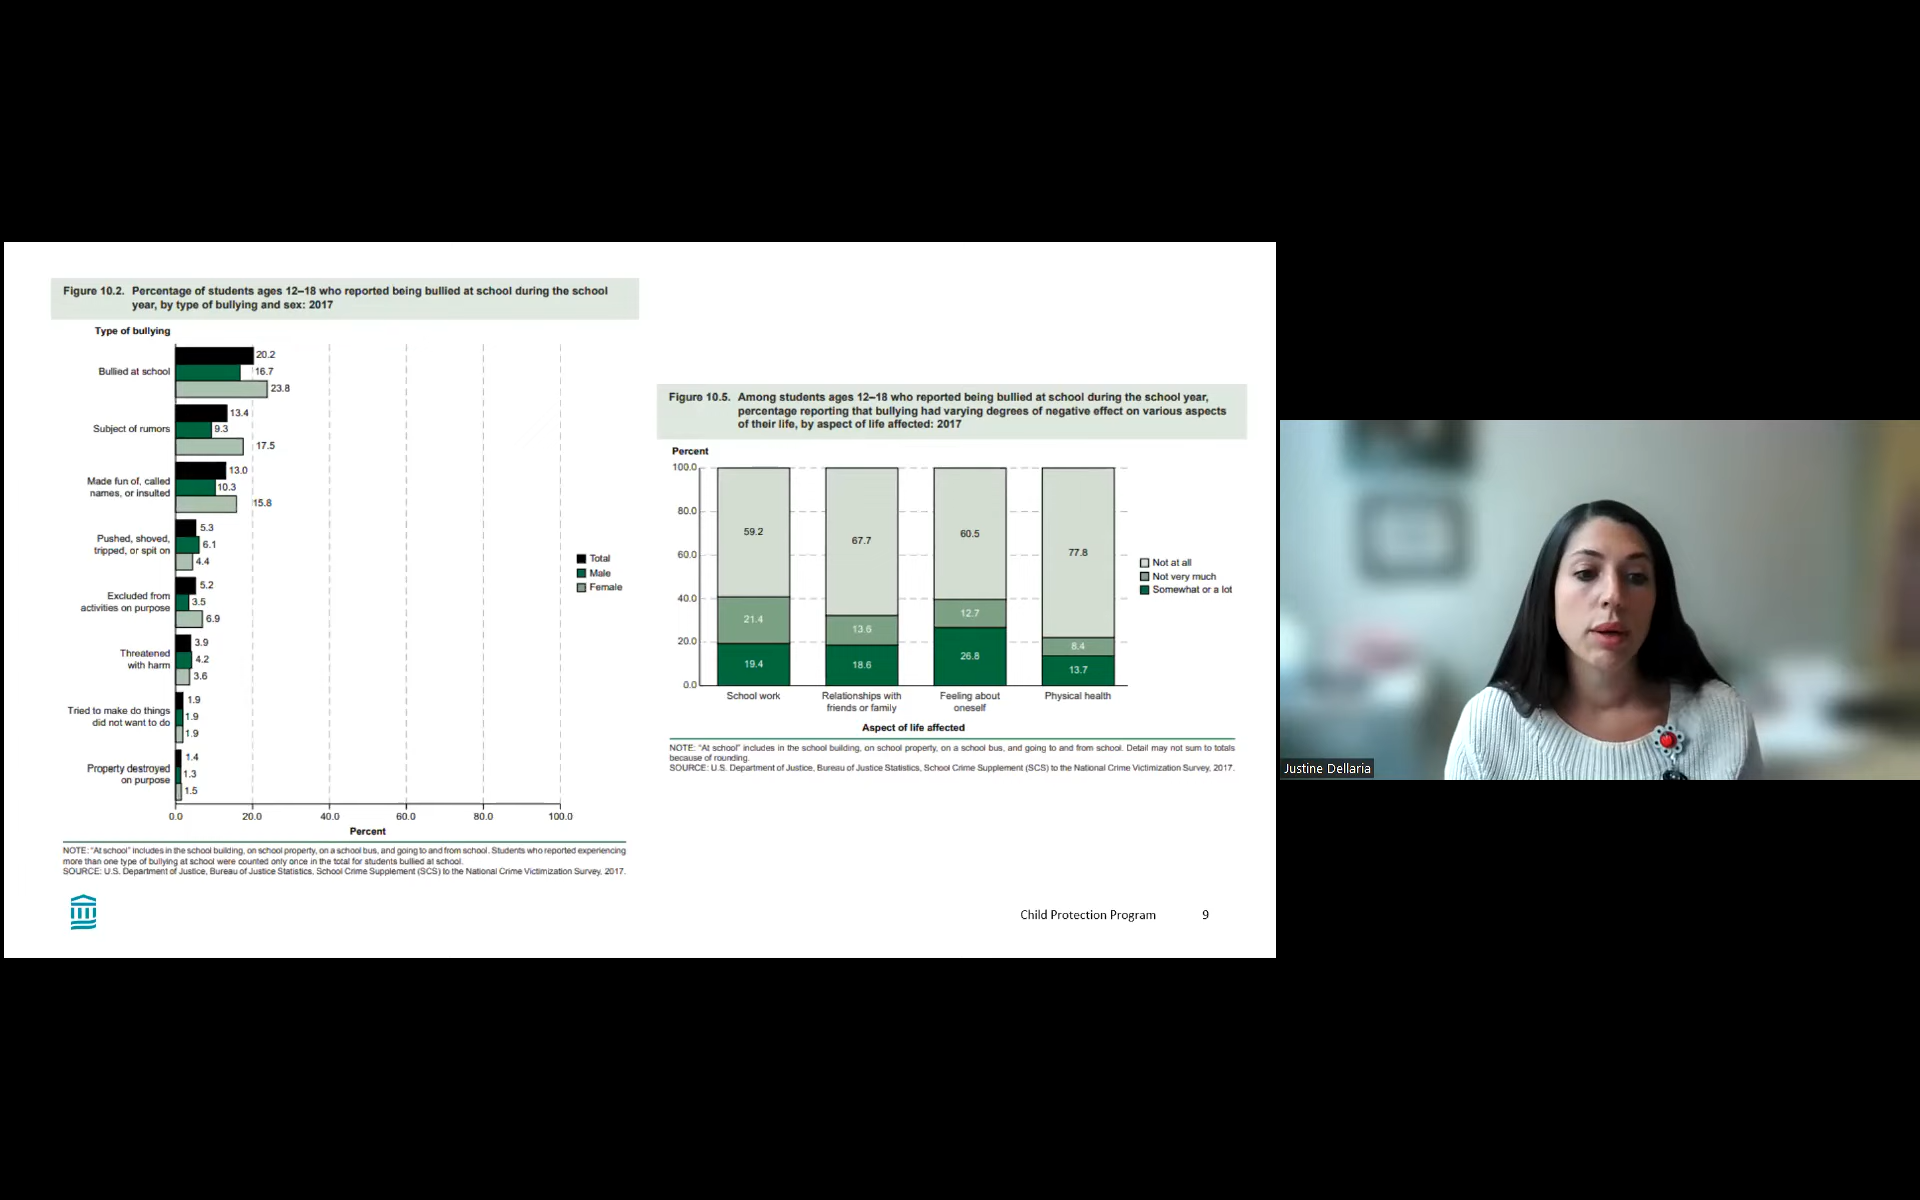 Figure 10.2. Percentage of students ages 12–18 who reported being bullied at school during the school
year, by type of bullying and sex: 2017
Type of bullying
Bullied at school
20.2
16.7
23.8
Subject of rumors
13.4
9.3
17.5
Made fun of, called
names, or insulted
13.0
10.3
15.8
Pushed, shoved,
tripped, or spit on
5.3
6.1
4.4
Excluded from
activities on purpose
5.2
3.5
6.9
Threatened
with harm
3.9
4.2
3.6
Tried to make do things
did not want to do
1.9
1.9
1.9
Property destroyed
on purpose
1.4
1.3
1.5
0.0 20.0 40.0 60.0 80.0 100.0
Percent
Total
Male
Female
NOTE: "At school" includes in the school building, on school property, on a school bus, and going to and from school. Students who reported experiencing
more than one type of bullying at school were counted only once in the total for students bullied at school.
SOURCE: U.S. Department of Justice, Bureau of Justice Statistics, School Crime Supplement (SCS) to the National Crime Victimization Survey, 2017.
Figure 10.5. Among students ages 12–18 who reported being bullied at school during the school year,
percentage reporting that bullying had varying degrees of negative effect on various aspects
of their life, by aspect of life affected: 2017
Percent
100.0
80.0
60.0
40.0
20.0
0.0
59.2 67.7 60.5 77.8
21.4 13.6 12.7 8.4
19.4 18.6 26.8 13.7
School work
Relationships with
friends or family
Feeling about
oneself
Physical health
Aspect of life affected
Not at all
Not very much
Somewhat or a lot
NOTE: "At school" includes in the school building, on school property, on a school bus, and going to and from school. Detail may not sum to totals
because of rounding.
SOURCE: U.S. Department of Justice, Bureau of Justice Statistics, School Crime Supplement (SCS) to the National Crime Victimization Survey, 2017.
Child Protection Program 9
Justine Dellaria